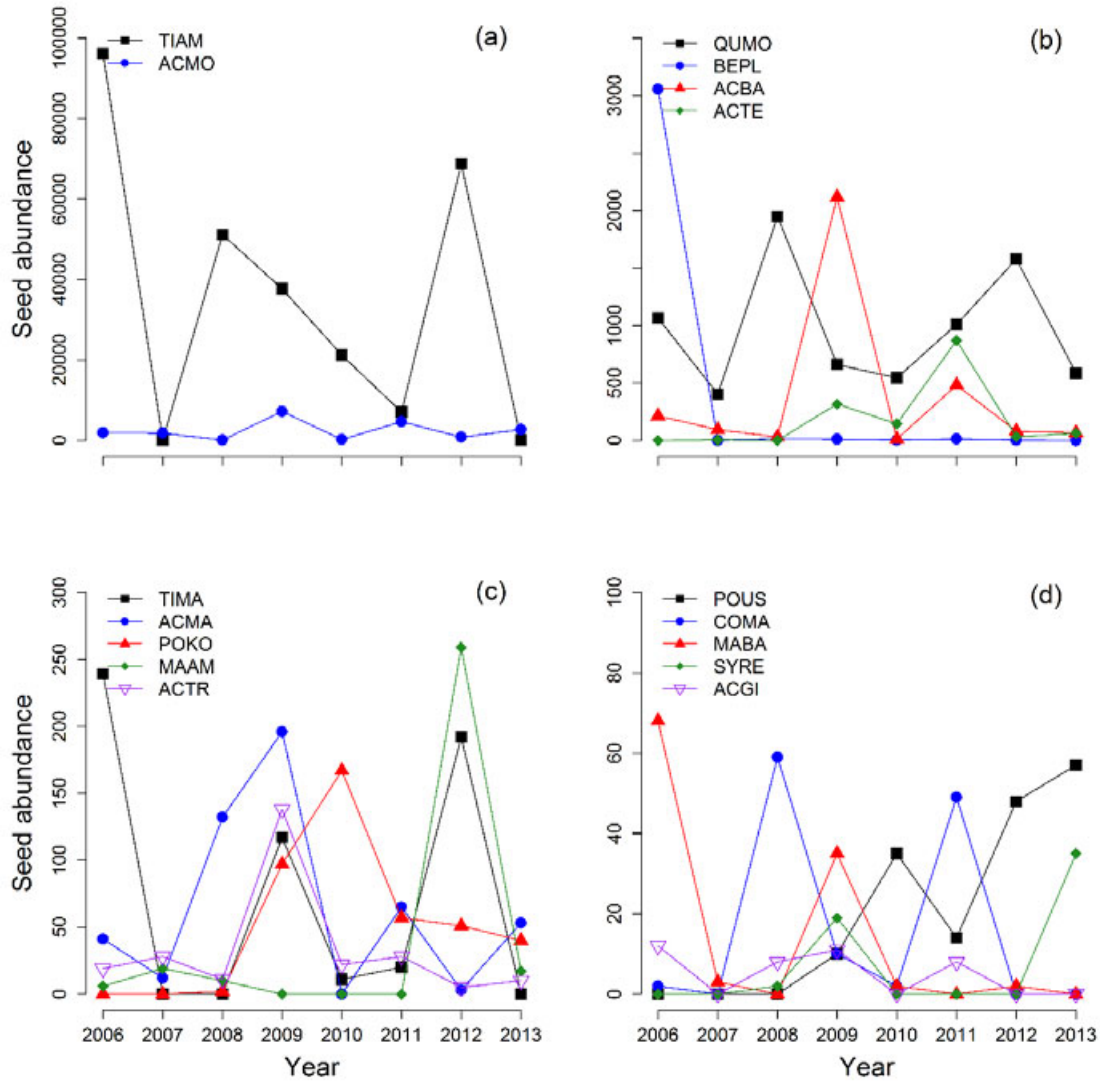 (a)
TIAM
ACMO
Seed abundance
100000
80000
60000
40000
20000
0
(b)
QUMO
BEPL
ACBA
ACTE
3000
2000
1000
500
0
(c)
TIMA
ACMA
POKO
MAAM
ACTR
Seed abundance
300
250
200
150
100
50
0
2006 2007 2008 2009 2010 2011 2012 2013
Year
(d)
POUS
COMA
MABA
SYRE
ACGI
100
80
60
40
20
0
2006 2007 2008 2009 2010 2011 2012 2013
Year